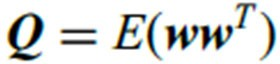 Q = E(ww^T)